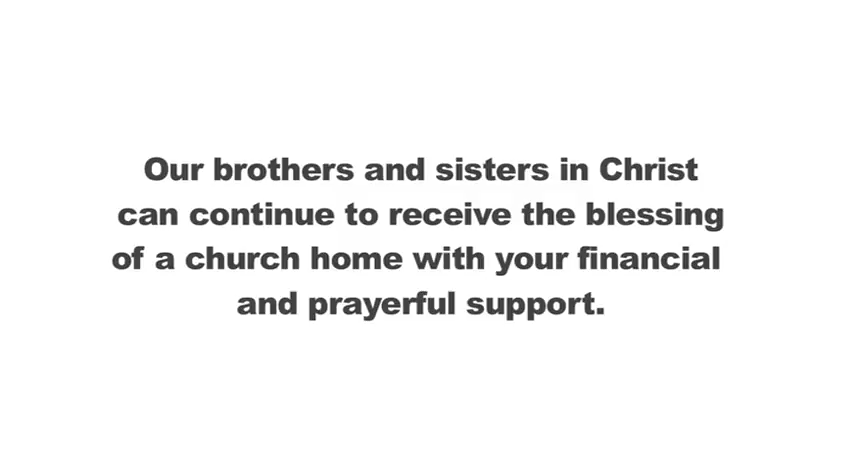 Our brothers and sisters in Christ
can continue to receive the blessing
of a church home with your financial
and prayerful support.